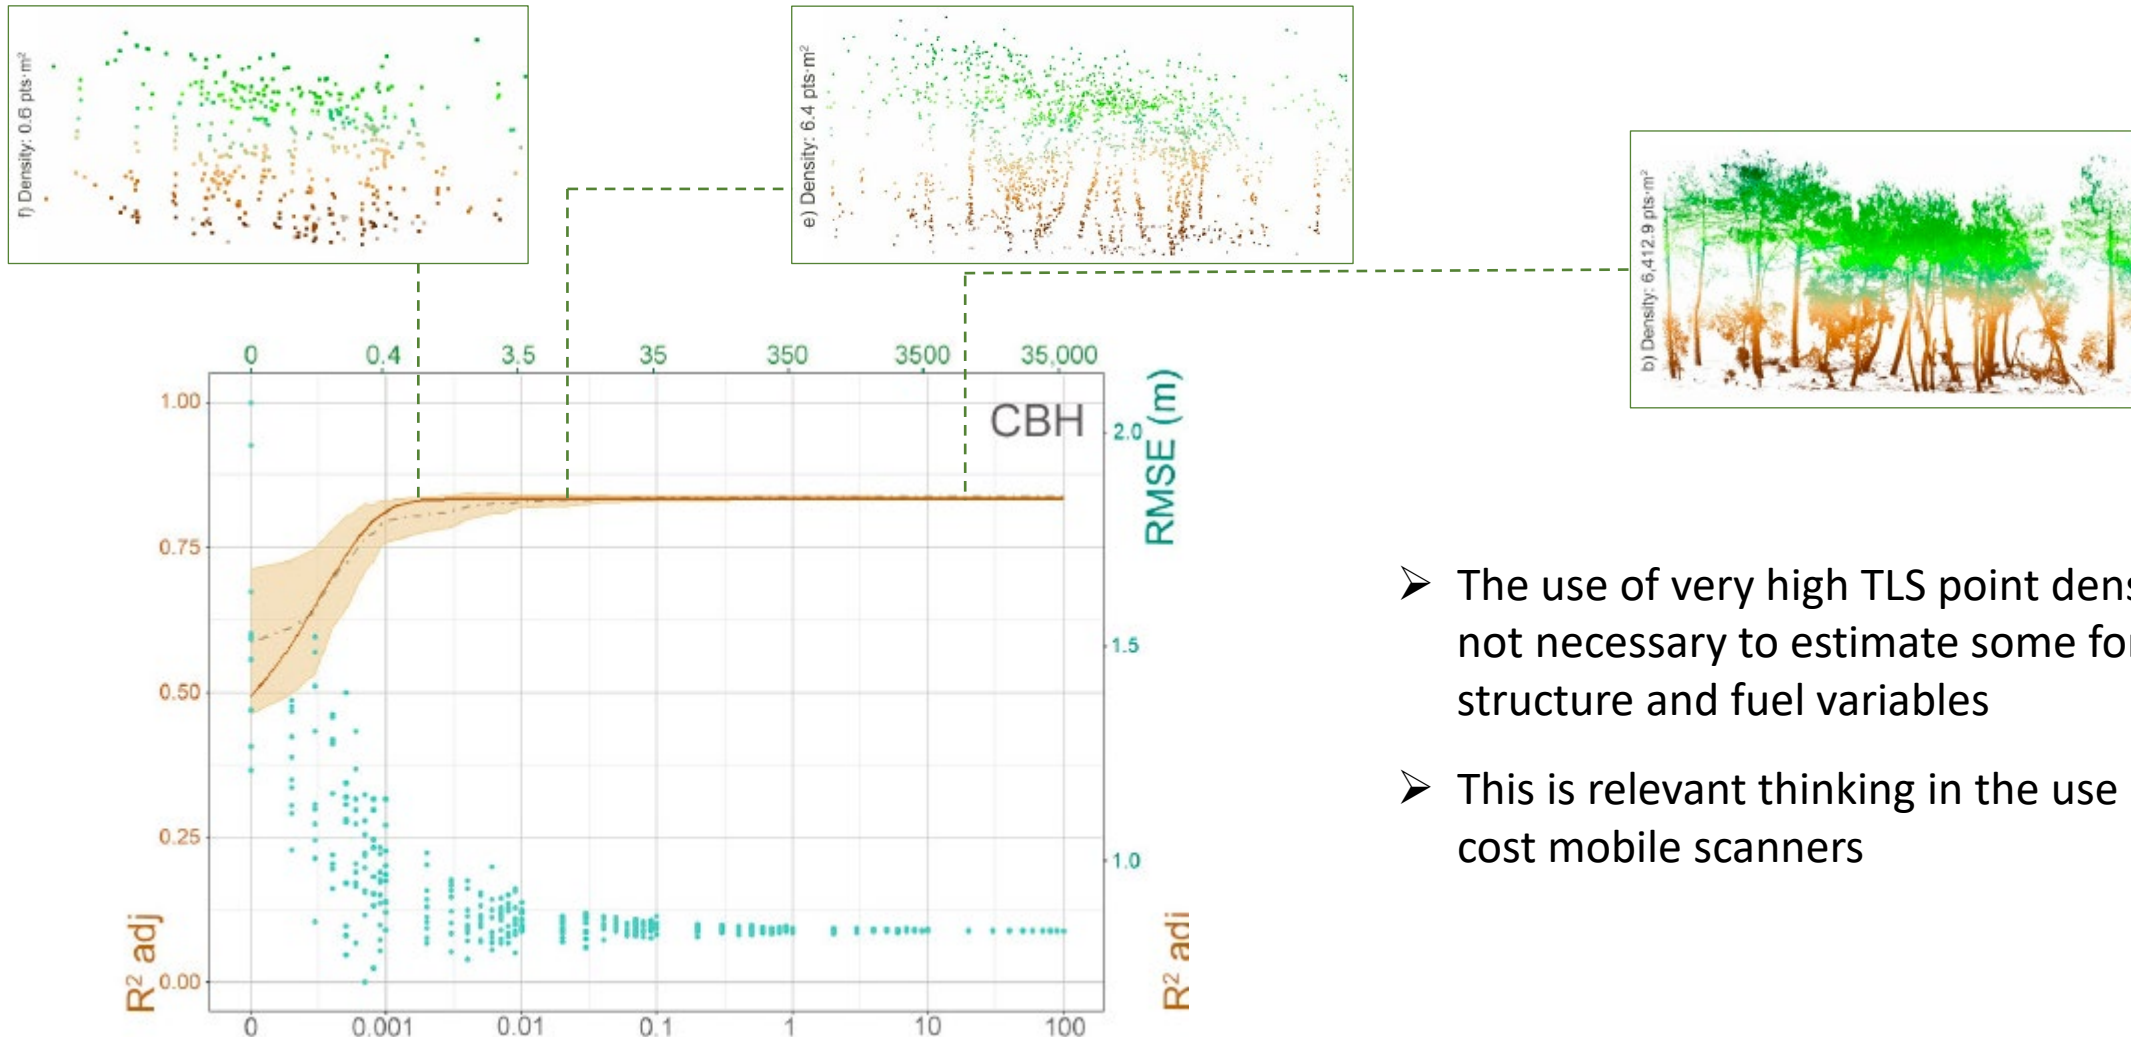 f) Density: 0.6 pts·m²
e) Density: 6.4 pts·m²
b) Density: 6,412.9 pts·m²
0 0.4 3.5 35 350 3500 35,000
CBH
1.00
0.75
0.50
0.25
0.00
R² adj
2.0
1.5
1.0
RMSE (m)
R² adj
0 0.001 0.01 0.1 1 10 100
➢ The use of very high TLS point
not necessary to estimate some
structure and fuel variables
➢ This is relevant thinking in the use
cost mobile scanners